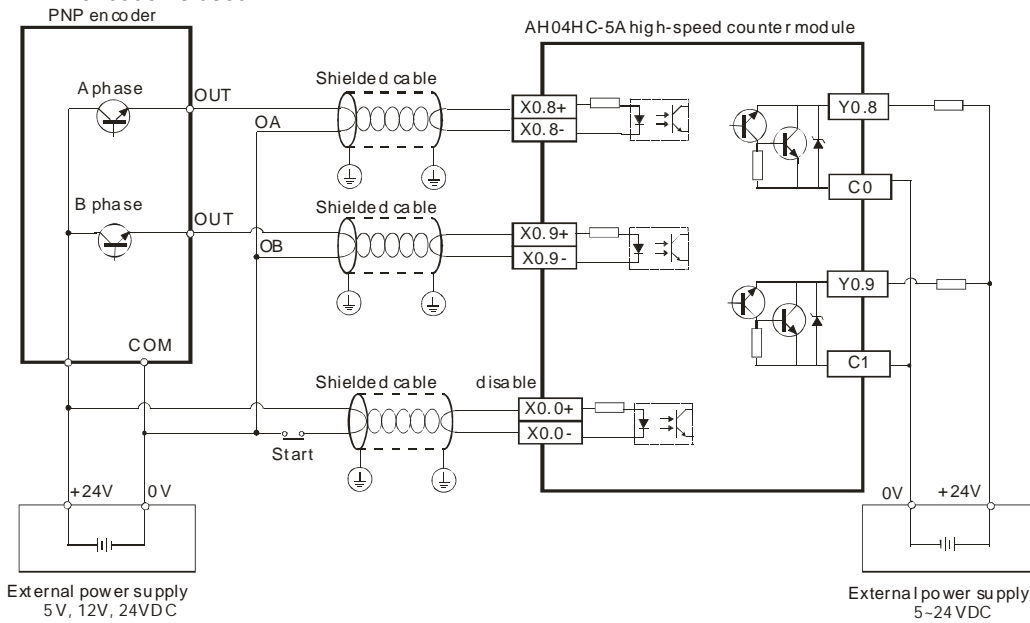 PNP encoder
AH04HC-5A high-speed counter module
A phase
OUT
OA
Shielded cable
X0.8+
X0.8-
Y0.8
C0
B phase
OUT
OB
Shielded cable
X0.9+
X0.9-
Y0.9
C1
COM
Shielded cable
disable
X0.0+
X0.0-
Start
+24V
0V
0V
+24V
External power supply
5V, 12V, 24VDC
External power supply
5~24VDC